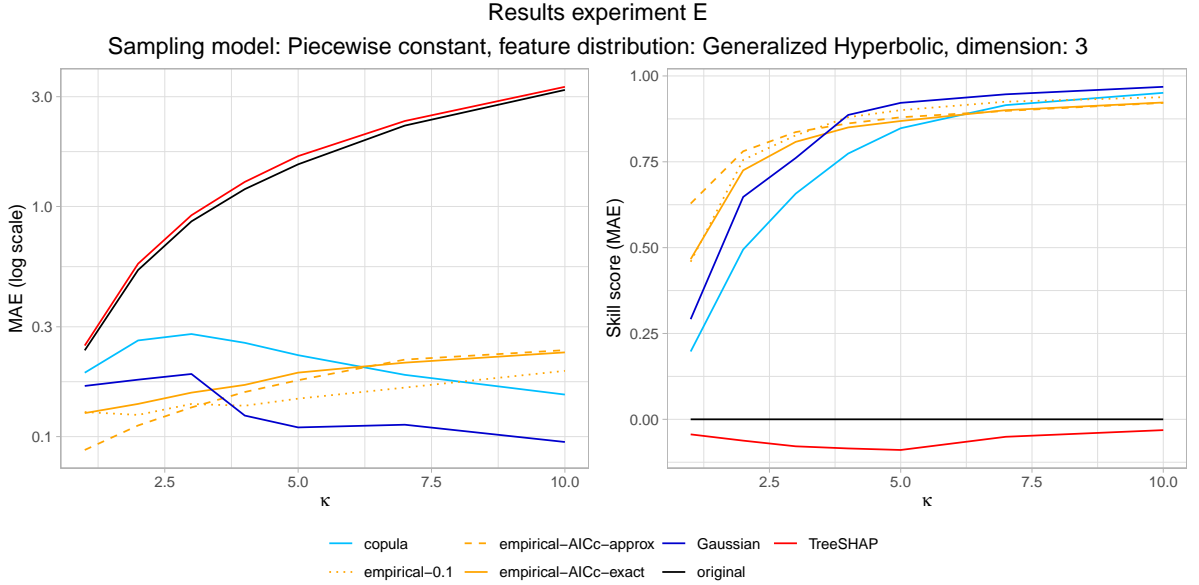 Results experiment E
Sampling model: Piecewise constant, feature distribution: Generalized Hyperbolic, dimension: 3
MAE (log scale)
3.0
1.0
0.3
0.1
2.5 5.0 7.5 10.0
κ
Skill score (MAE)
1.00
0.75
0.50
0.25
0.00
2.5 5.0 7.5 10.0
κ
copula empirical−AICc−approx Gaussian TreeSHAP
empirical−0.1 empirical−AICc−exact original